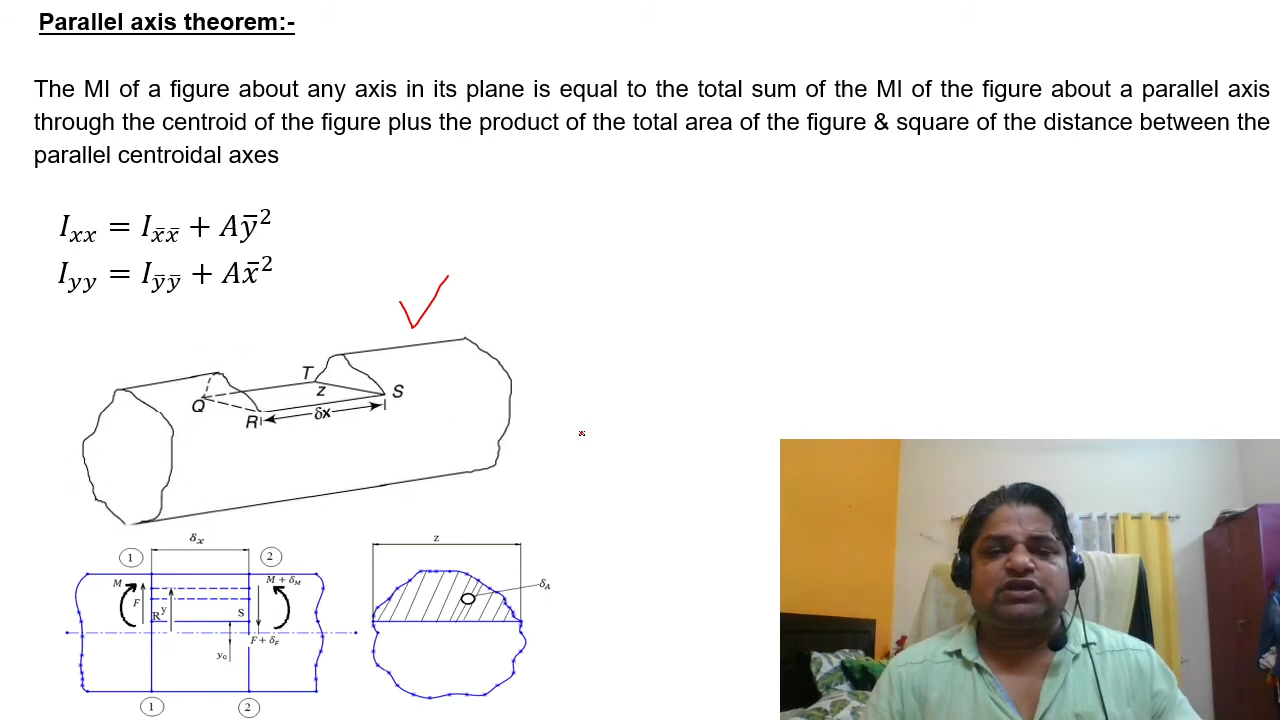 Parallel axis theorem:-
The MI of a figure about any axis in its plane is equal to the total sum of the MI of the figure about a parallel axis
through the centroid of the figure plus the product of the total area of the figure & square of the distance between the
parallel centroidal axes
I_xx = I_x̄x̄ + Aȳ²
I_yy = I_ȳȳ + Ax̄²
T
Z
S
Q
R
δx
δx
z
1
2
M
M + δM
δA
F
R
y
S
F + δF
y₀
1
2